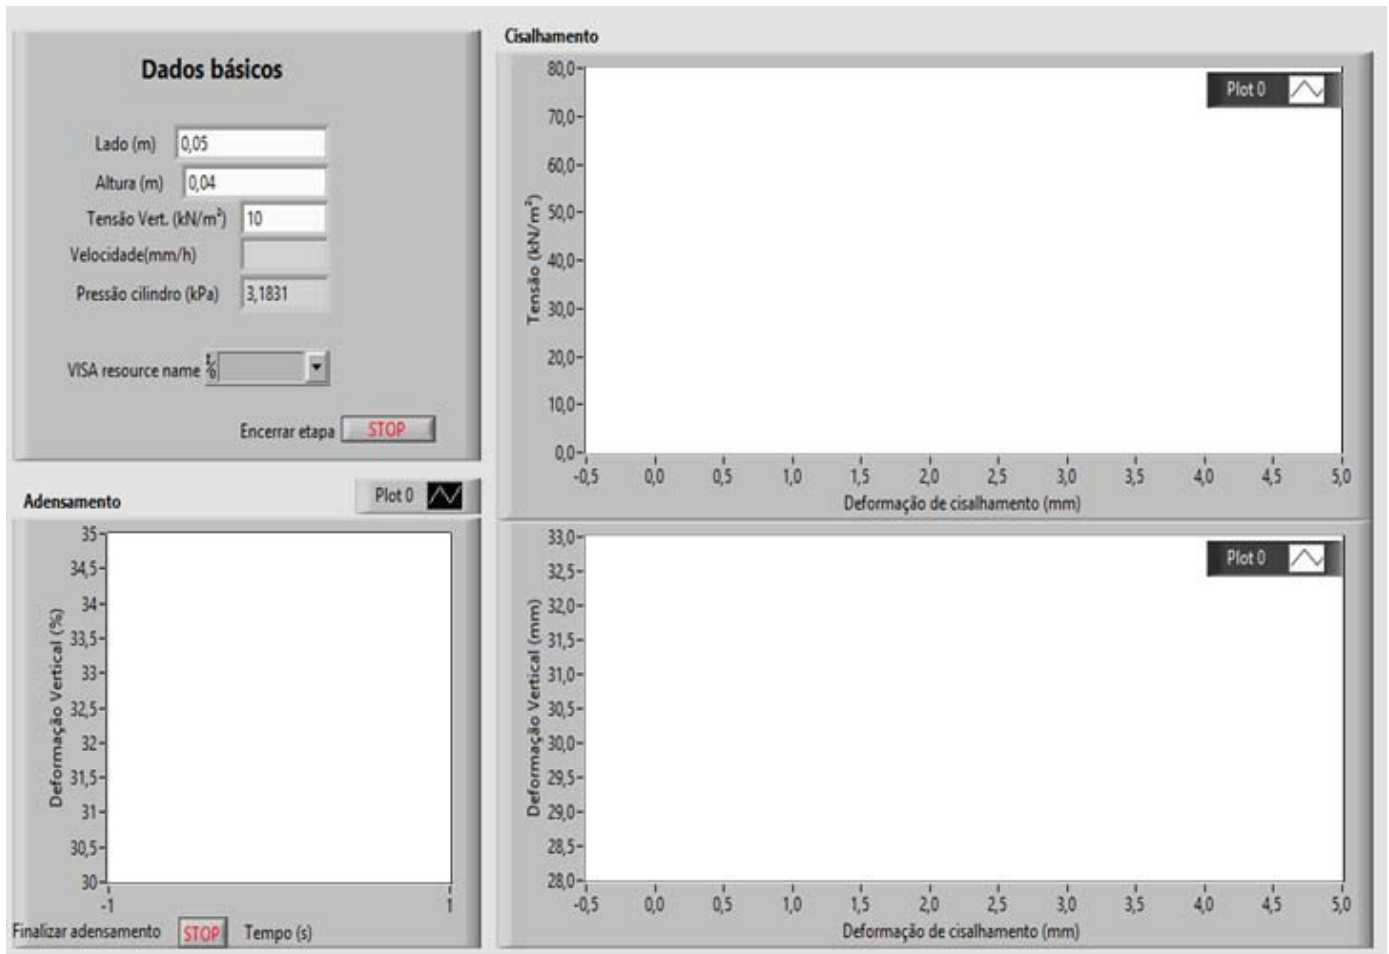 Dados básicos
Lado (m) 0,05
Altura (m) 0,04
Tensão Vert. (kN/m²) 10
Velocidade(mm/h)
Pressão cilindro (kPa) 3,1831
VISA resource name
Encerrar etapa STOP
Adensamento
Plot 0
Deformação Vertical (%)
35
34,5
34
33,5
33
32,5
32
31,5
31
30,5
30
-1 1
Finalizar adensamento STOP Tempo (s)
Cisalhamento
Plot 0
Tensão (kN/m²)
80,0
70,0
60,0
50,0
40,0
30,0
20,0
10,0
0,0
-0,5 0,0 0,5 1,0 1,5 2,0 2,5 3,0 3,5 4,0 4,5 5,0
Deformação de cisalhamento (mm)
Plot 0
Deformação Vertical (mm)
33,0
32,5
32,0
31,5
31,0
30,5
30,0
29,5
29,0
28,5
28,0
-0,5 0,0 0,5 1,0 1,5 2,0 2,5 3,0 3,5 4,0 4,5 5,0
Deformação de cisalhamento (mm)